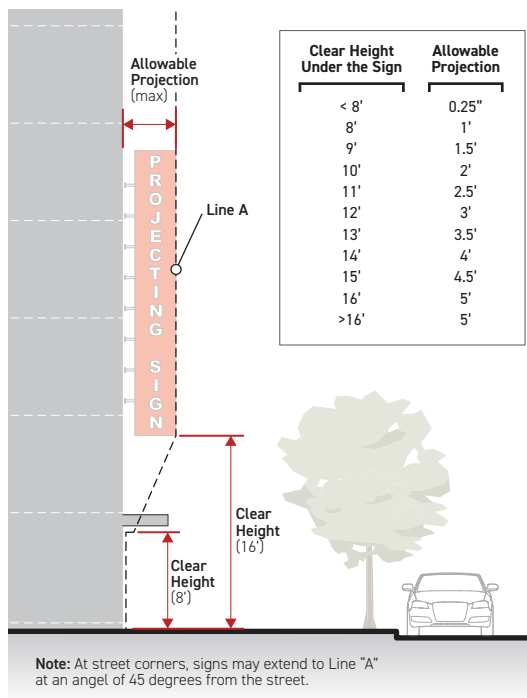 Allowable
Projection
(max)
PROJECTING SIGN
Line A
Clear Height
Under the Sign
Allowable
Projection
< 8' 0.25"
8' 1'
9' 1.5'
10' 2'
11' 2.5'
12' 3'
13' 3.5'
14' 4'
15' 4.5'
16' 5'
>16' 5'
Clear
Height
(16')
Clear
Height
(8')
Note: At street corners, signs may extend to Line "A"
at an angel of 45 degrees from the street.